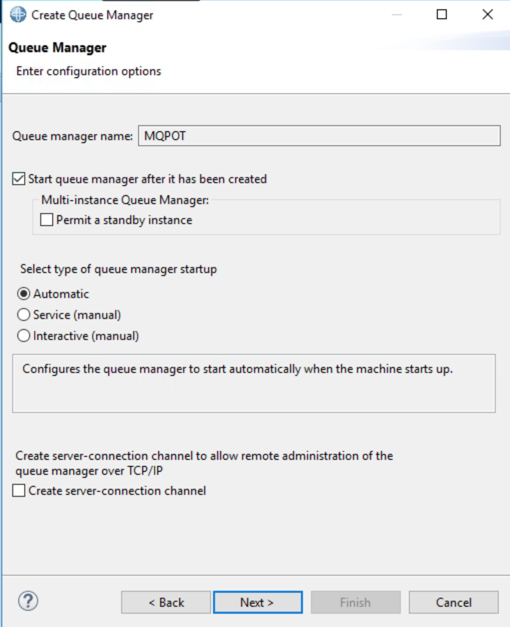 Create Queue Manager
Queue Manager
Enter configuration options
Queue manager name: MQPOT
Start queue manager after it has been created
Multi-instance Queue Manager:
Permit a standby instance
Select type of queue manager startup
Automatic
Service (manual)
Interactive (manual)
Configures the queue manager to start automatically when the machine starts up.
Create server-connection channel to allow remote administration of the
queue manager over TCP/IP
Create server-connection channel
? < Back Next > Finish Cancel